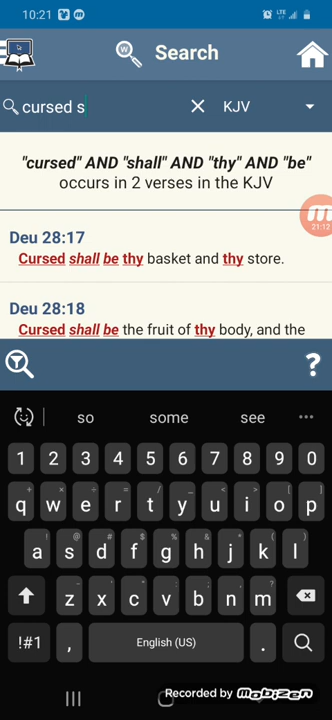 10:21 LTE
Search
cursed s KJV
"cursed" AND "shall" AND "thy" AND "be"
occurs in 2 verses in the KJV
21:12
Deu 28:17
Cursed shall be thy basket and thy store.
Deu 28:18
Cursed shall be the fruit of thy body, and the
?
so some see ...
1 2 3 4 5 6 7 8 9 0
q w e r t y u i o p
a s d f g h j k l
z x c v b n m
!#1 , English (US) .
Recorded by mobizen